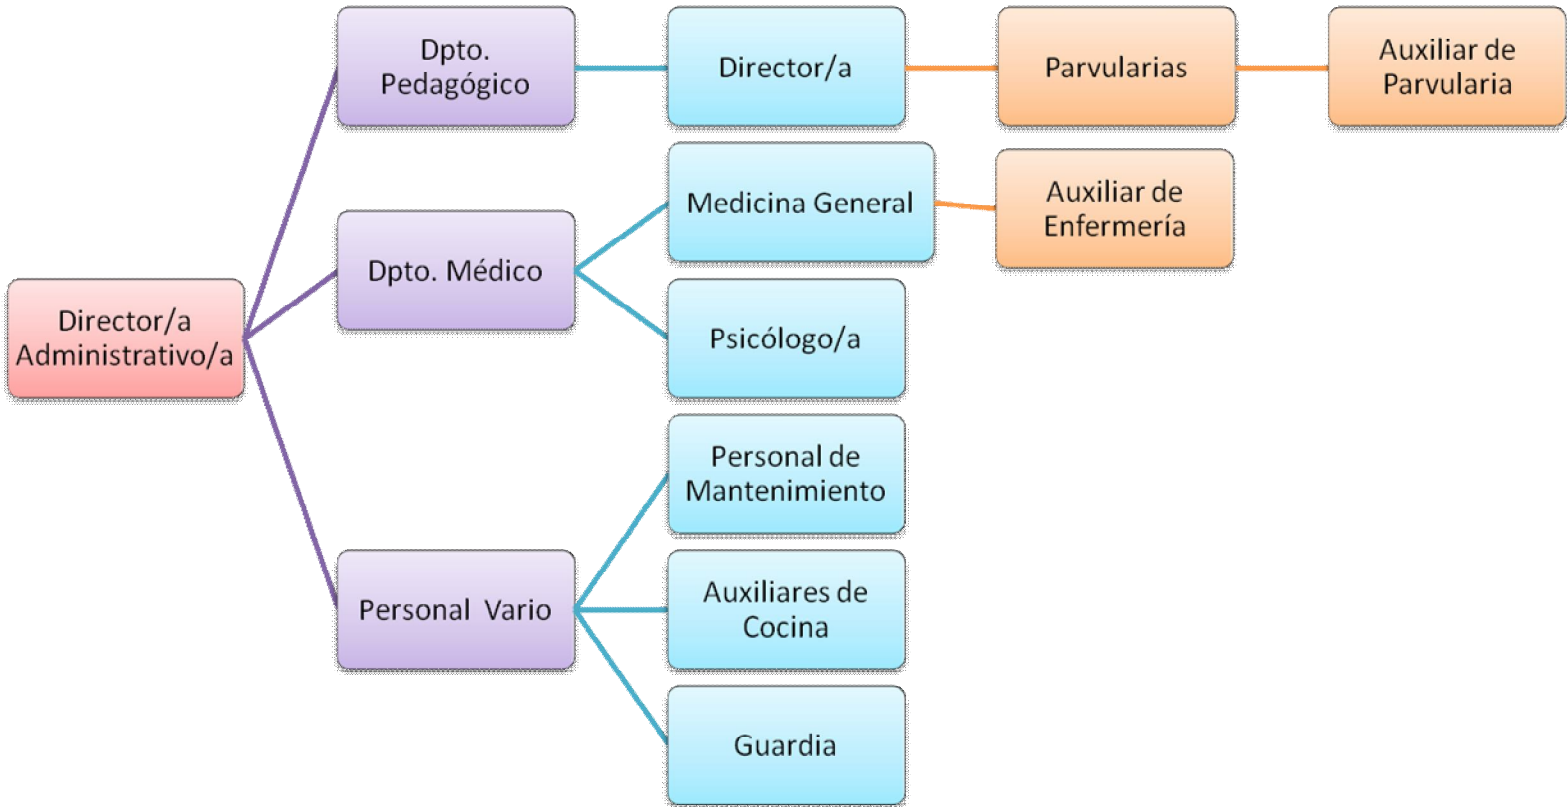 Dpto.
Pedagógico
Director/a
Parvularias
Auxiliar de
Parvularia
Medicina General
Auxiliar de
Enfermería
Dpto. Médico
Director/a
Administrativo/a
Psicólogo/a
Personal de
Mantenimiento
Personal Vario
Auxiliares de
Cocina
Guardia